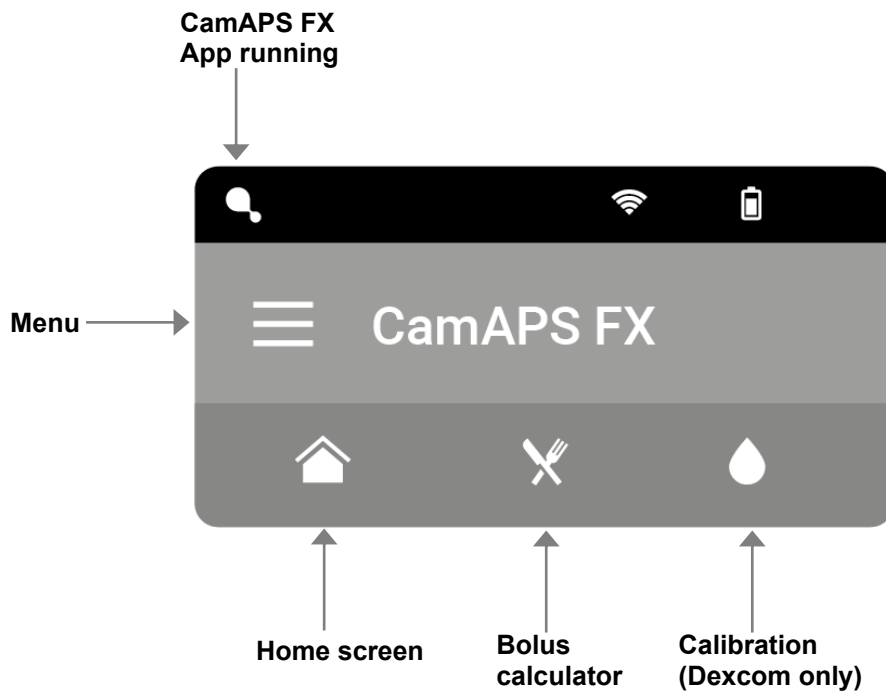 CamAPS FX
App running
Menu
CamAPS FX
Home screen
Bolus
calculator
Calibration
(Dexcom only)